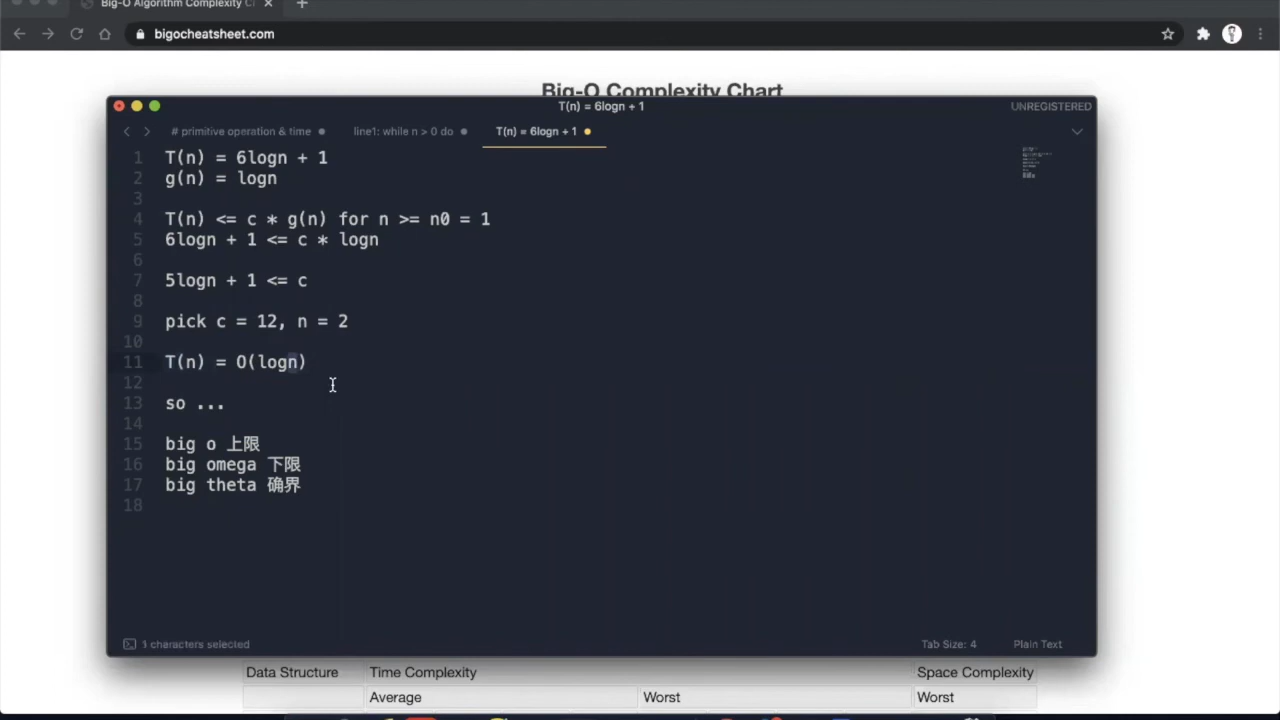 Big-O Algorithm Complexity Cl
bigocheatsheet.com
Big-O Complexity Chart
T(n) = 6logn + 1
UNREGISTERED
# primitive operation & time
line1: while n > 0 do
T(n) = 6logn + 1
1 T(n) = 6logn + 1
2 g(n) = logn
3
4 T(n) <= c * g(n) for n >= n0 = 1
5 6logn + 1 <= c * logn
6
7 5logn + 1 <= c
8
9 pick c = 12, n = 2
10
11 T(n) = O(logn)
12
13 so ...
14
15 big o 上限
16 big omega 下限
17 big theta 确界
18
1 characters selected
Tab Size: 4
Plain Text
Data Structure Time Complexity Space Complexity
Average Worst Worst